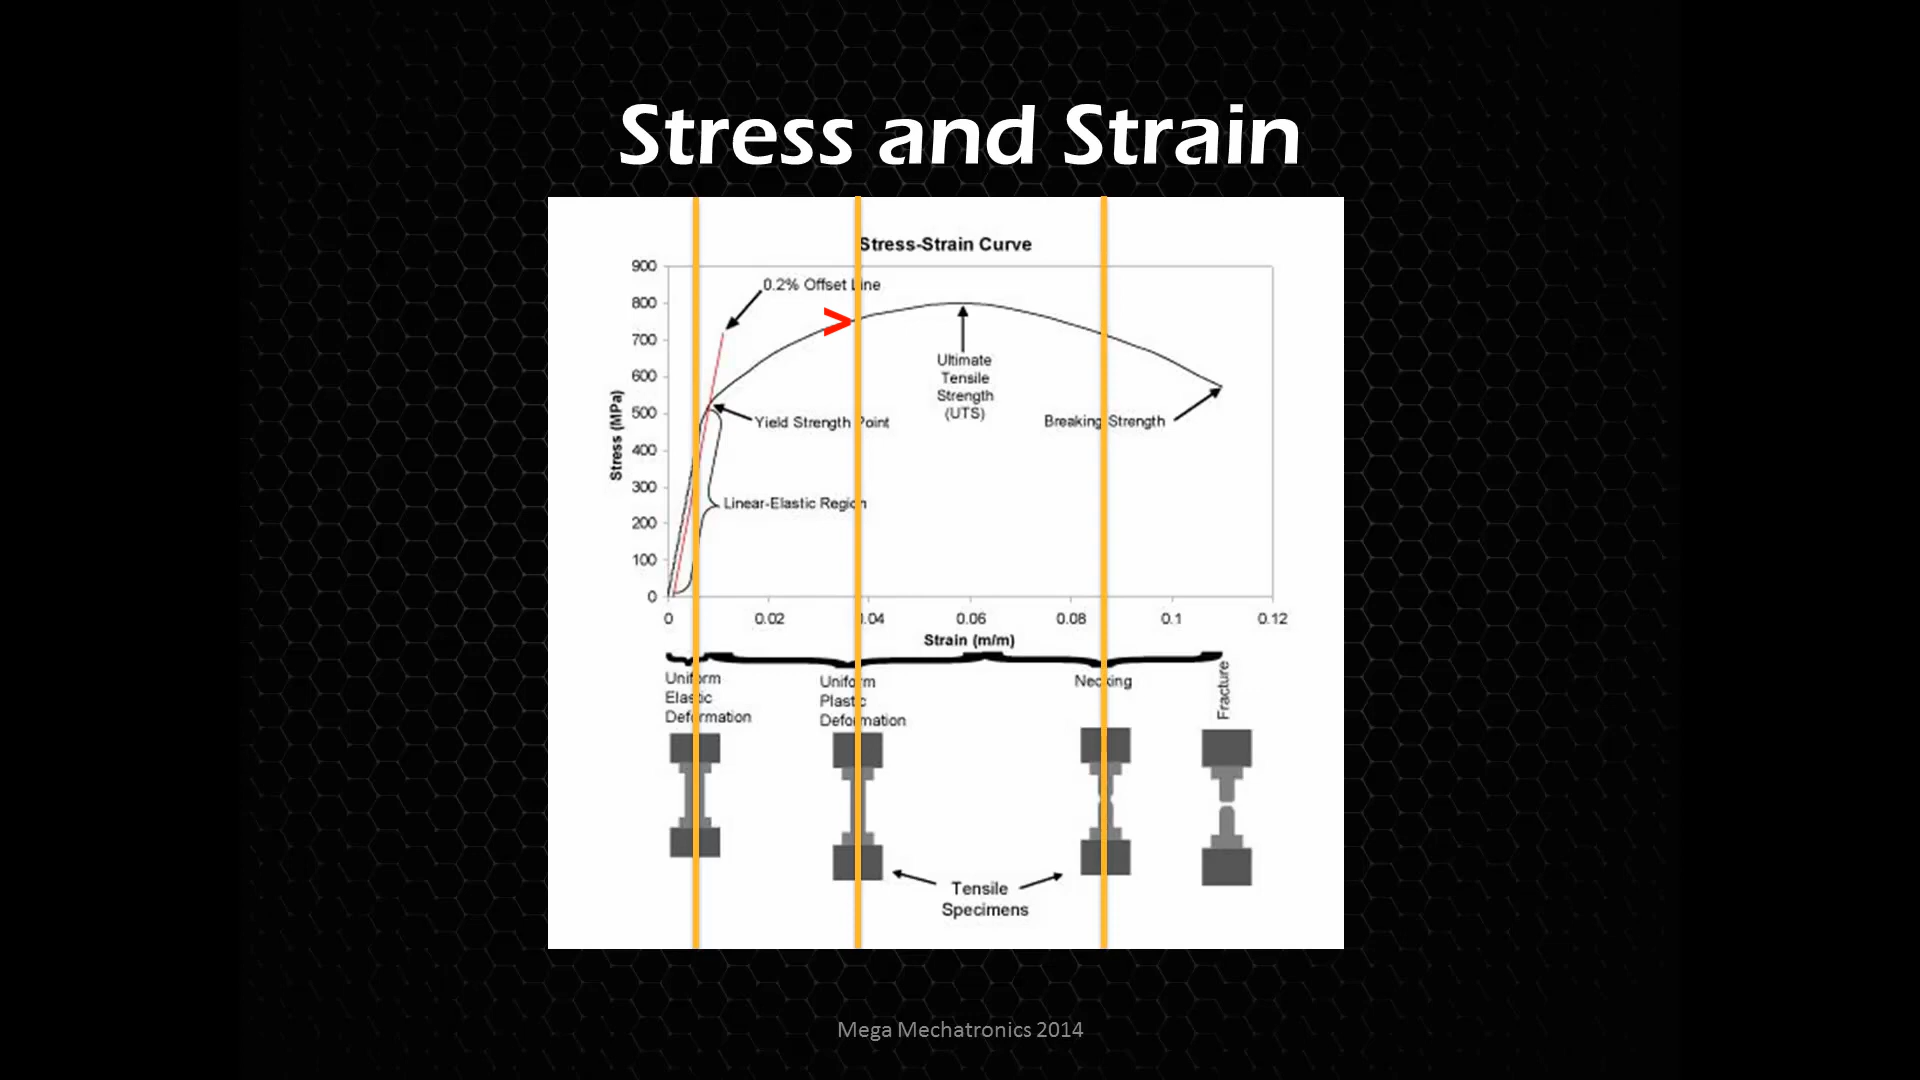 Stress and Strain
Stress-Strain Curve
900
800
700
600
500
400
300
200
100
0
Stress (MPa)
0.2% Offset Line
>
Ultimate
Tensile
Strength
(UTS)
Yield Strength Point
Breaking Strength
Linear-Elastic Region
0 0.02 0.04 0.06 0.08 0.1 0.12
Strain (m/m)
Uniform
Elastic
Deformation
Uniform
Plastic
Deformation
Necking
Fracture
Tensile
Specimens
Mega Mechatronics 2014